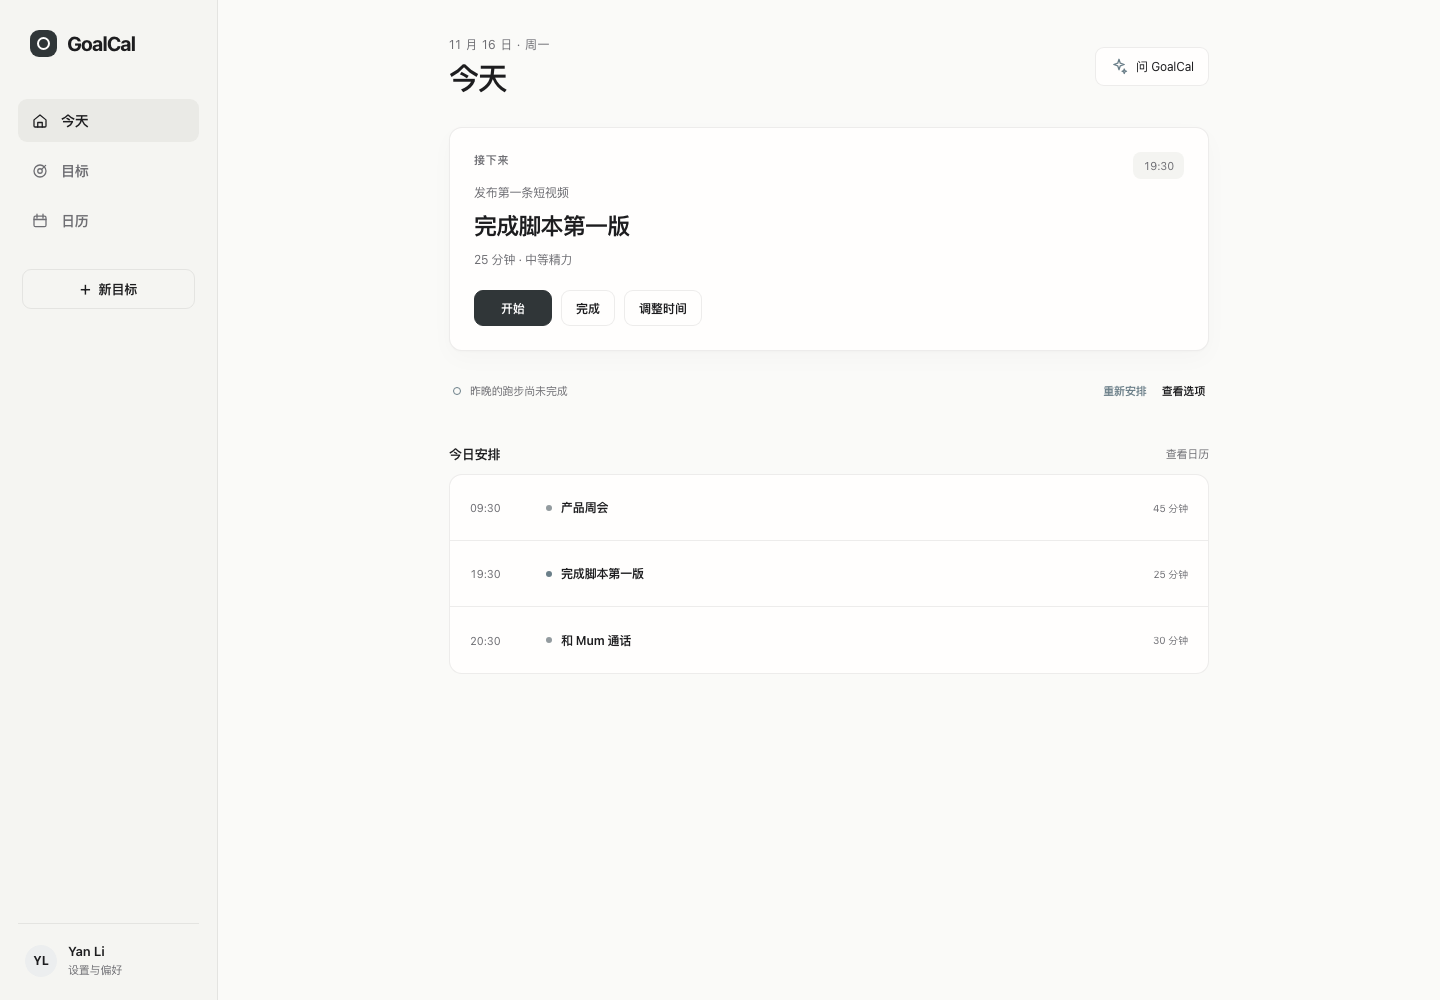 GoalCal
今天
目标
日历
+ 新目标
YL
Yan Li
设置与偏好
11 月 16 日 · 周一
今天
问 GoalCal
接下来
19:30
发布第一条短视频
完成脚本第一版
25 分钟 · 中等精力
开始
完成
调整时间
昨晚的跑步尚未完成
重新安排
查看选项
今日安排
查看日历
09:30
产品周会
45 分钟
19:30
完成脚本第一版
25 分钟
20:30
和 Mum 通话
30 分钟